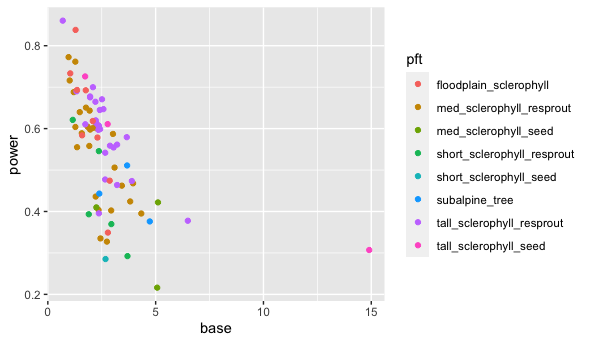 0.8
0.6
0.4
0.2
power
0
5
10
15
base
pft
floodplain_sclerophyll
med_sclerophyll_resprout
med_sclerophyll_seed
short_sclerophyll_resprout
short_sclerophyll_seed
subalpine_tree
tall_sclerophyll_resprout
tall_sclerophyll_seed